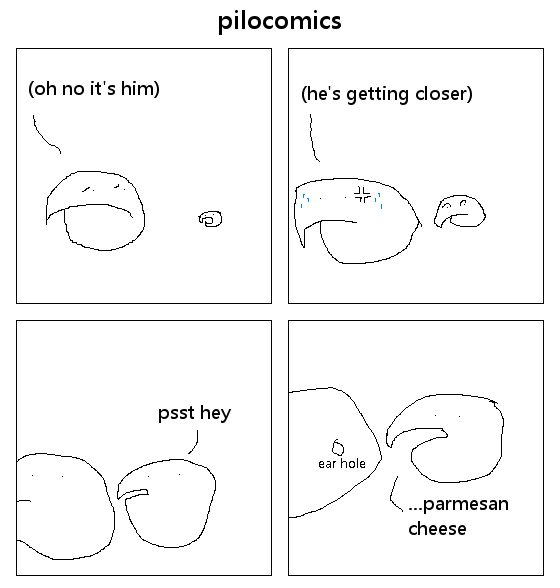 pilocomics
(oh no it's him)
(he's getting closer)
psst hey
ear hole
...parmesan
cheese